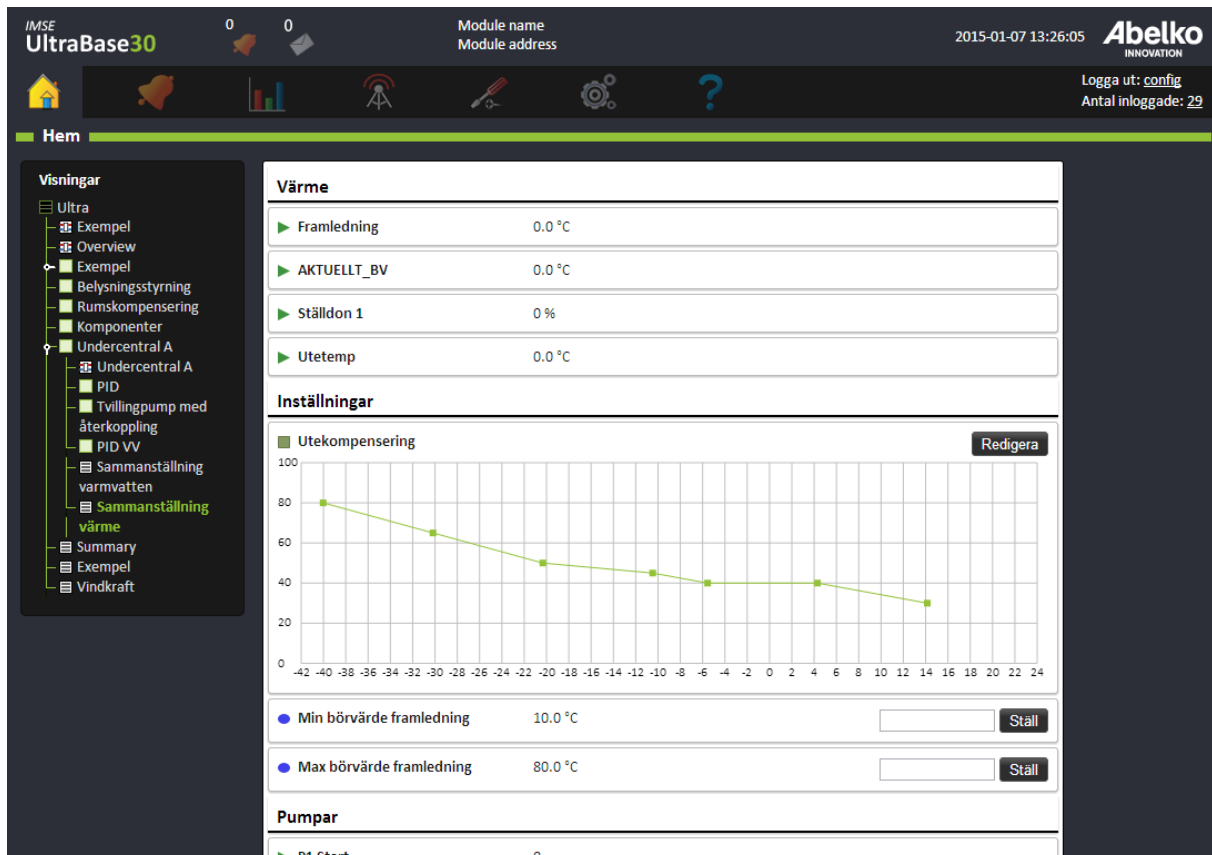 IMSE
UltraBase30
0
0
Module name
Module address
2015-01-07 13:26:05
Abelko
INNOVATION
Logga ut: config
Antal inloggade: 29
Hem
Visningar
Ultra
Exempel
Overview
Exempel
Belysningsstyrning
Rumskompensering
Komponenter
Undercentral A
Undercentral A
PID
Tvillingpump med
återkoppling
PID VV
Sammanställning
varmvatten
Sammanställning
värme
Summary
Exempel
Vindkraft
Värme
Framledning 0.0 °C
AKTUELLT_BV 0.0 °C
Ställdon 1 0 %
Utetemp 0.0 °C
Inställningar
Utekompensering Redigera
100
80
60
40
20
0
-42 -40 -38 -36 -34 -32 -30 -28 -26 -24 -22 -20 -18 -16 -14 -12 -10 -8 -6 -4 -2 0 2 4 6 8 10 12 14 16 18 20 22 24
Min börvärde framledning 10.0 °C Ställ
Max börvärde framledning 80.0 °C Ställ
Pumpar
P1 Start 0